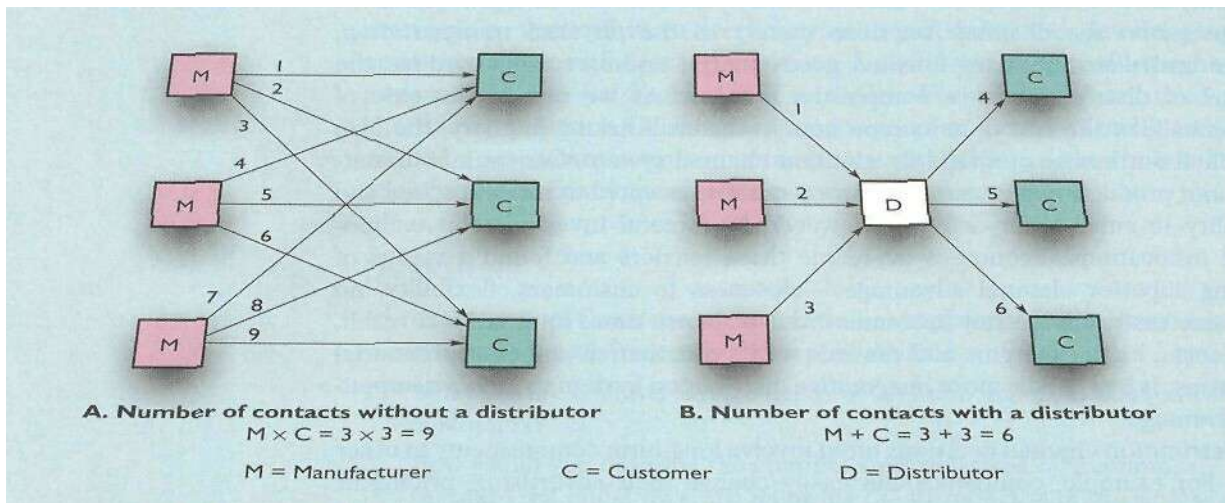 M
1
C
2
3
4
M
5
C
6
7
8
M
9
C
A. Number of contacts without a distributor
M × C = 3 × 3 = 9
M
C
1
4
M
2
D
5
C
3
6
M
C
B. Number of contacts with a distributor
M + C = 3 + 3 = 6
M = Manufacturer
C = Customer
D = Distributor